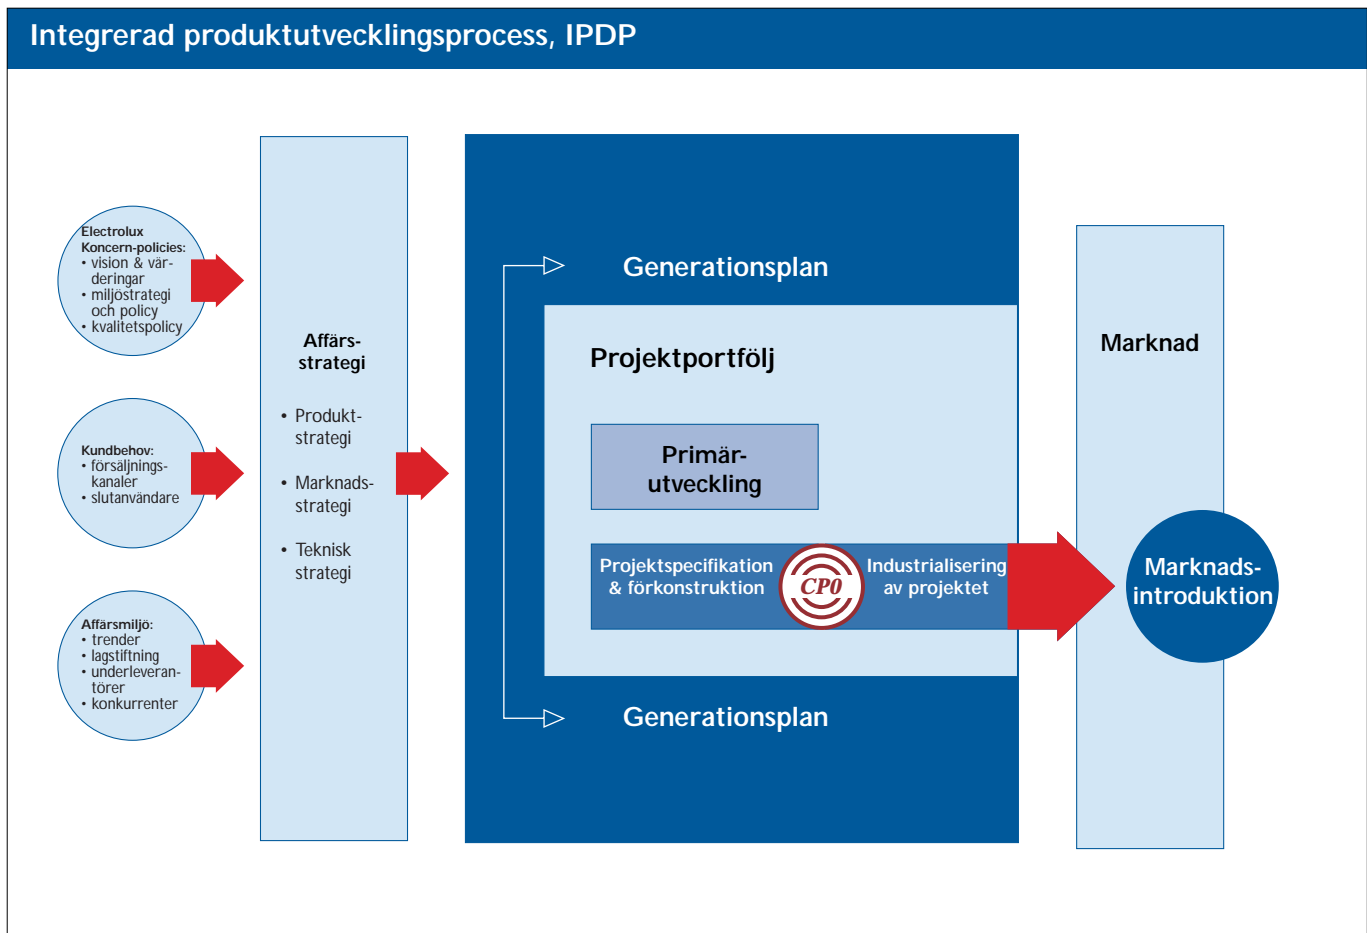 Integrerad produktutvecklingsprocess, IPDP
Electrolux
Koncern-policies:
• vision & vär-
deringar
• miljöstrategi
och policy
• kvalitetspolicy
Kundbehov:
• försäljnings-
kanaler
• slutanvändare
Affärsmiljö:
• trender
• lagstiftning
• underleveran-
törer
• konkurrenter
Affärs-
strategi
• Produkt-
strategi
• Marknads-
strategi
• Teknisk
strategi
Generationsplan
Projektportfölj
Primär-
utveckling
Projektspecifikation
& förkonstruktion
CP0
Industrialisering
av projektet
Generationsplan
Marknad
Marknads-
introduktion